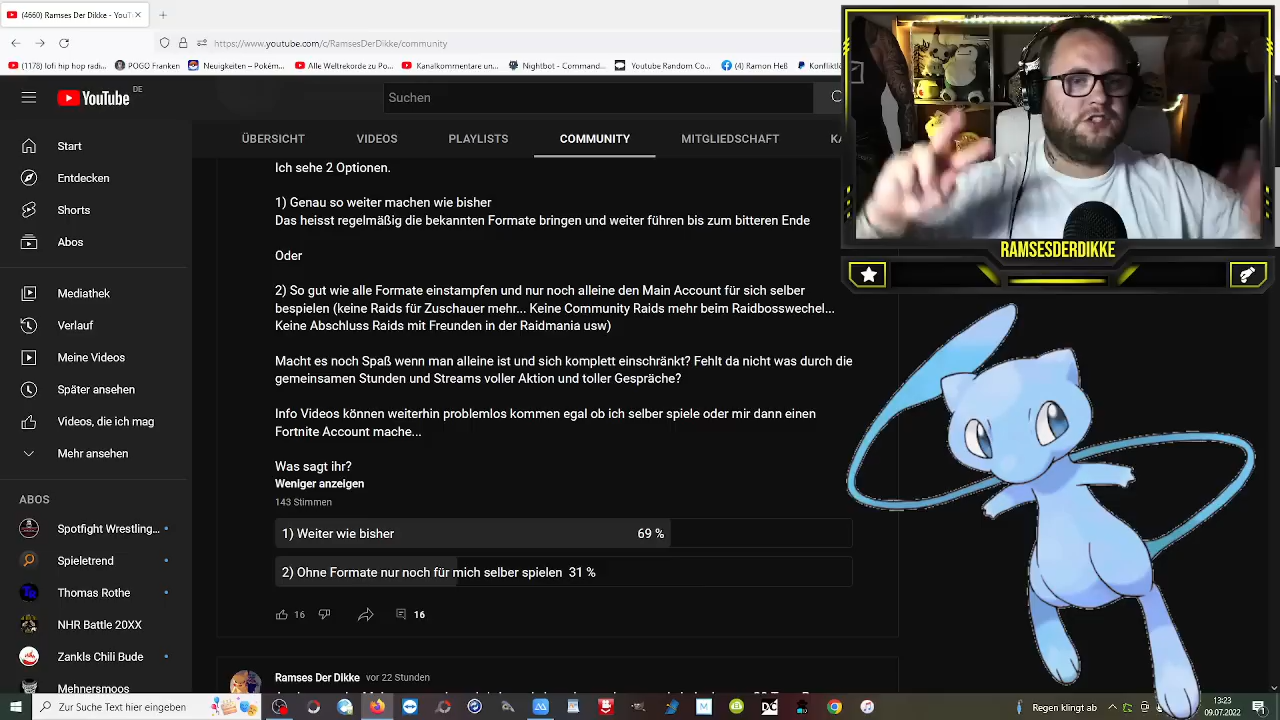 (4660) Ramses Der Dikke - YouT
https://www.youtube.com/c/RamsesDerDikke/community
(1178) lofi hip hop radi...
POGO Franken
Neuigkeiten – Pok...
Alle Weltrekorde zu Po...
Kanalkommentare un...
Nightbot - Command...
Youtube Random Co...
(4) Ramon Heß
Konfliktlö
YouTube DE
Suchen
ÜBERSICHT
VIDEOS
PLAYLISTS
COMMUNITY
MITGLIEDSCHAFT
KA
Start
Entdecken
Shorts
Abos
Mediathek
Verlauf
Meine Videos
Später ansehen
Videos, die ich mag
Mehr ansehen
ABOS
Spotfight Wrestling...
Spieletrend
Thomas Rothe
NHR Battle 20XX
Zankls Chili Bude
Mehnersmoos
Ich sehe 2 Optionen.
1) Genau so weiter machen wie bisher
Das heisst regelmäßig die bekannten Formate bringen und weiter führen bis zum bitteren Ende
Oder
2) So gut wie alle Formate einstampfen und nur noch alleine den Main Account für sich selber
bespielen (keine Raids für Zuschauer mehr... Keine Community Raids mehr beim Raidbosswechel...
Keine Abschluss Raids mit Freunden in der Raidmania usw)
Macht es noch Spaß wenn man alleine ist und sich komplett einschränkt? Fehlt da nicht was durch die
gemeinsamen Stunden und Streams voller Aktion und toller Gespräche?
Info Videos können weiterhin problemlos kommen egal ob ich selber spiele oder mir dann einen
Fortnite Account mache...
Was sagt ihr?
Weniger anzeigen
143 Stimmen
1) Weiter wie bisher 69 %
2) Ohne Formate nur noch für mich selber spielen 31 %
16
16
Ramses Der Dikke
Stunden
RAMSESDERDIKKE
Zur Suche Text hier eingeben
Regen klingt ab
13:23
09.07.2022